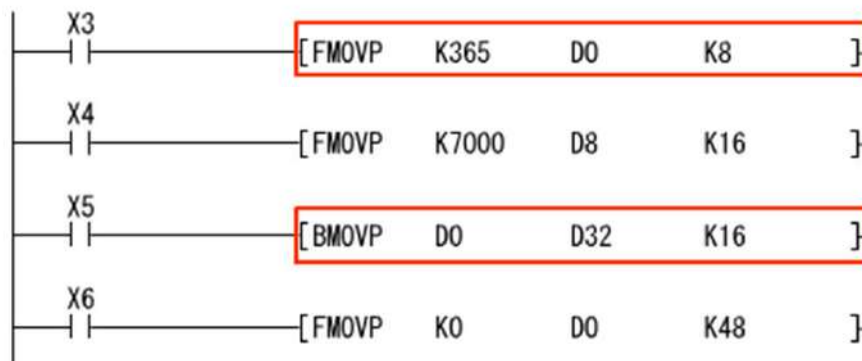 X3
[FMOVP K365 D0 K8 ]
X4
[FMOVP K7000 D8 K16 ]
X5
[BMOVP D0 D32 K16 ]
X6
[FMOVP K0 D0 K48 ]